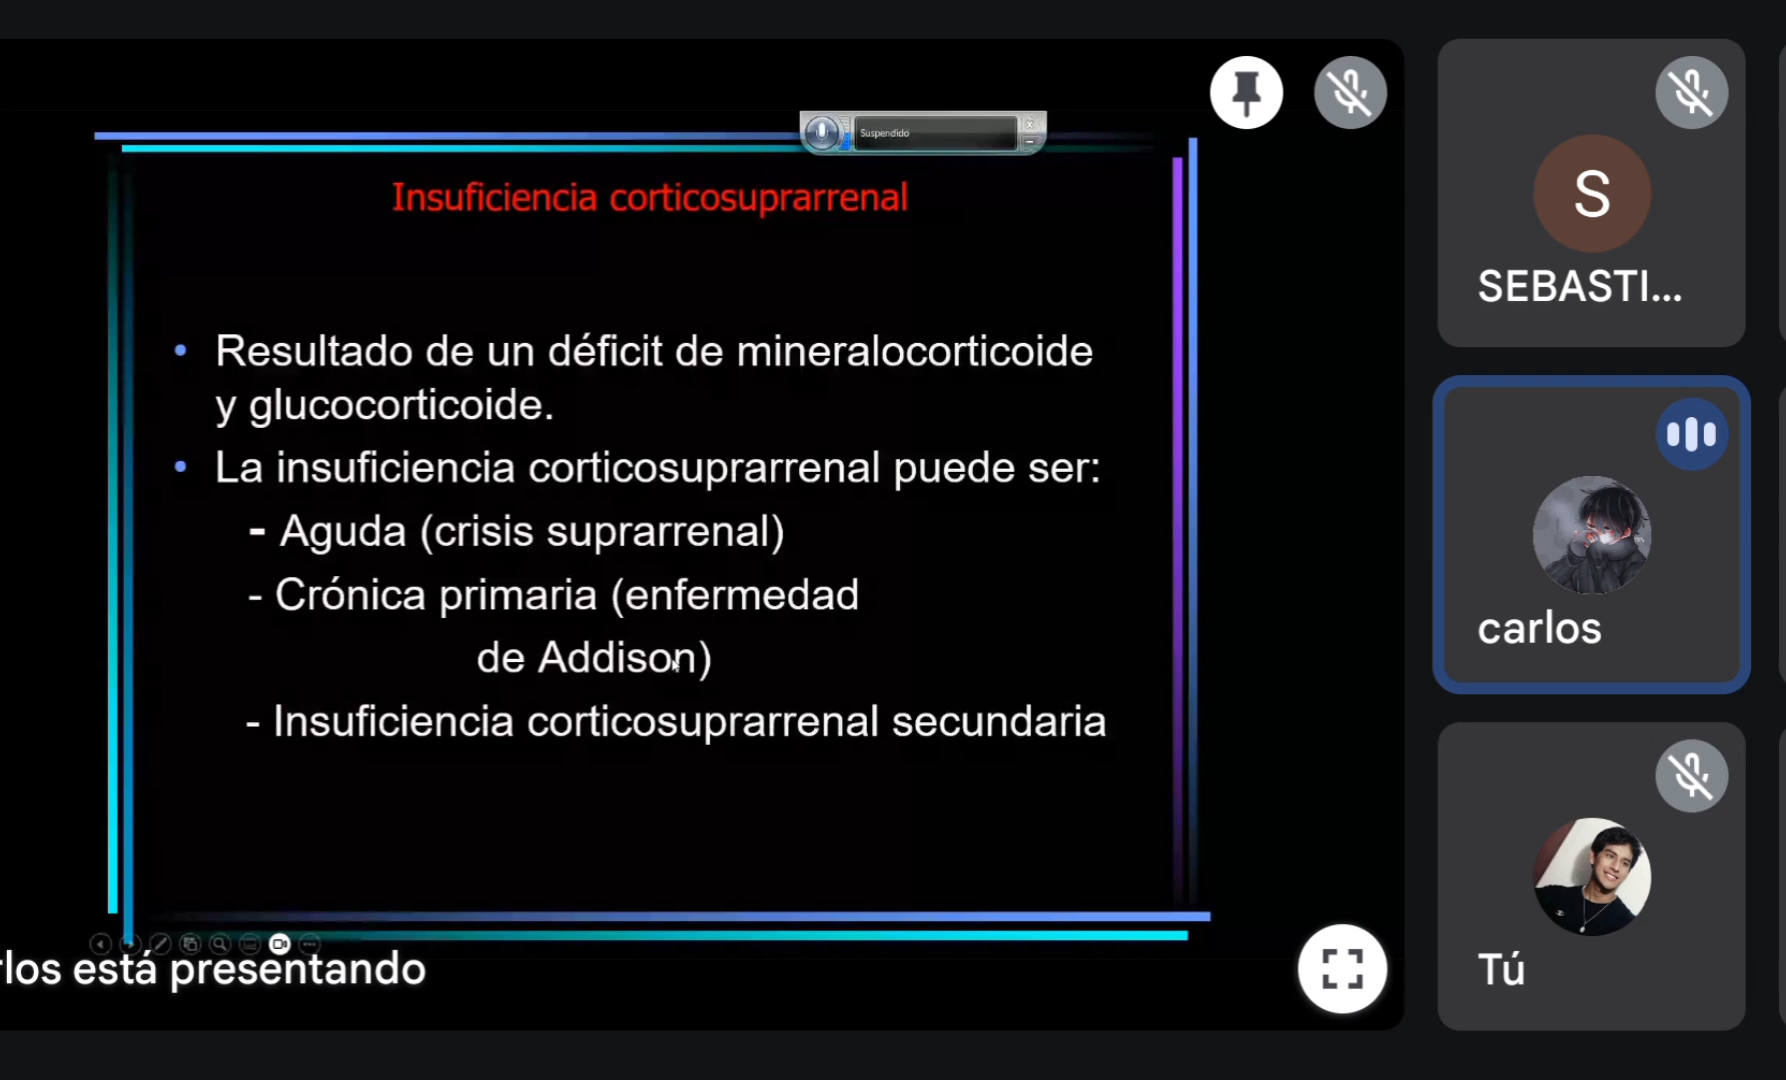 Suspendido
Insuficiencia corticosuprarrenal
• Resultado de un déficit de mineralocorticoide
y glucocorticoide.
• La insuficiencia corticosuprarrenal puede ser:
- Aguda (crisis suprarrenal)
- Crónica primaria (enfermedad
de Addison)
- Insuficiencia corticosuprarrenal secundaria
rlos está presentando
S
SEBASTI...
carlos
Tú